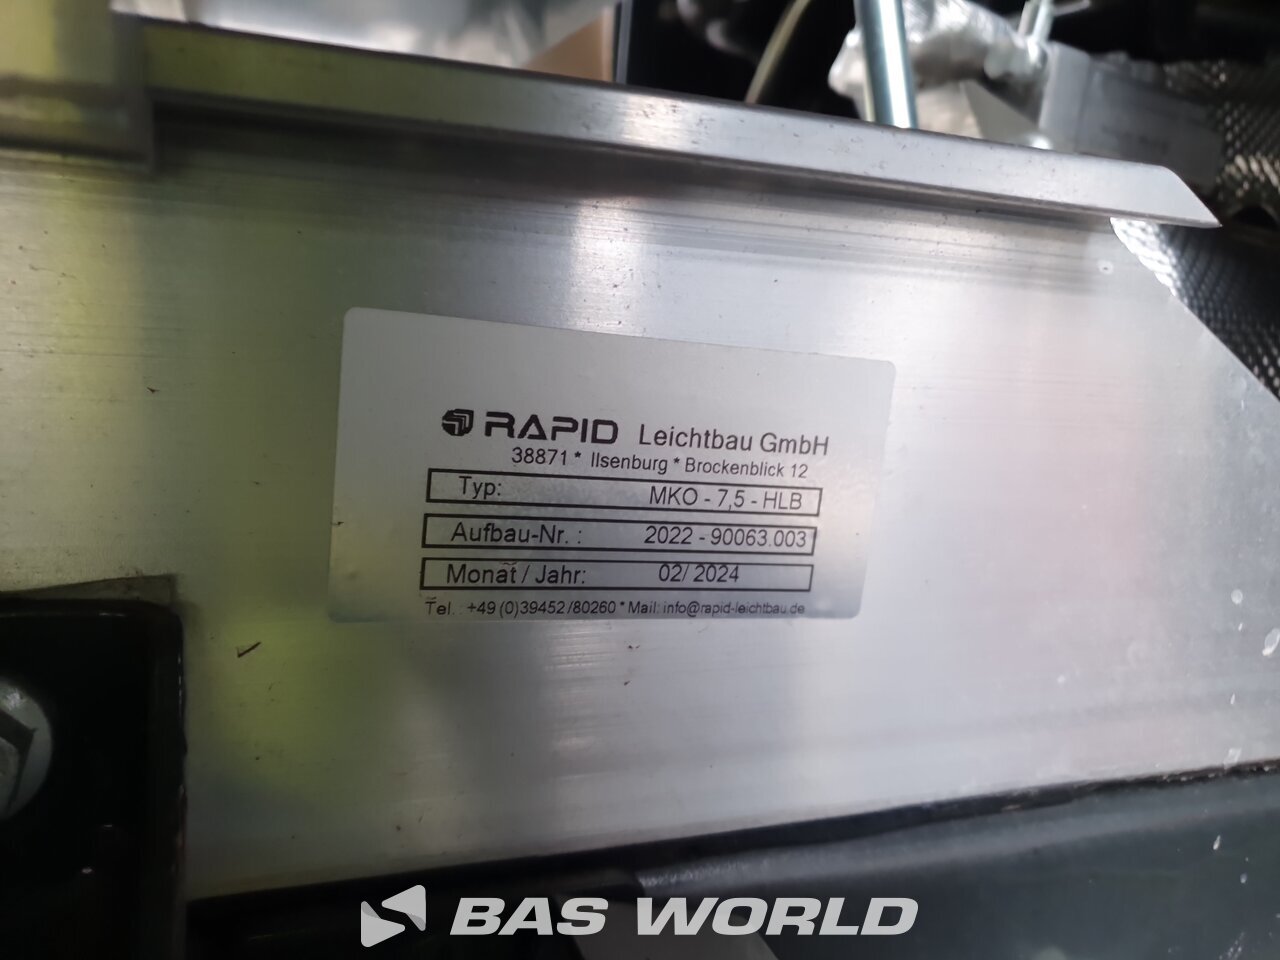 RAPID Leichtbau GmbH
38871 * Ilsenburg * Brockenblick 12
Typ: MKO - 7,5 - HLB
Aufbau-Nr. : 2022 - 90063.003
Monat / Jahr: 02/ 2024
Tel. : +49 (0)39452 /80260 * Mail: info@rapid-leichtbau.de
BAS WORLD